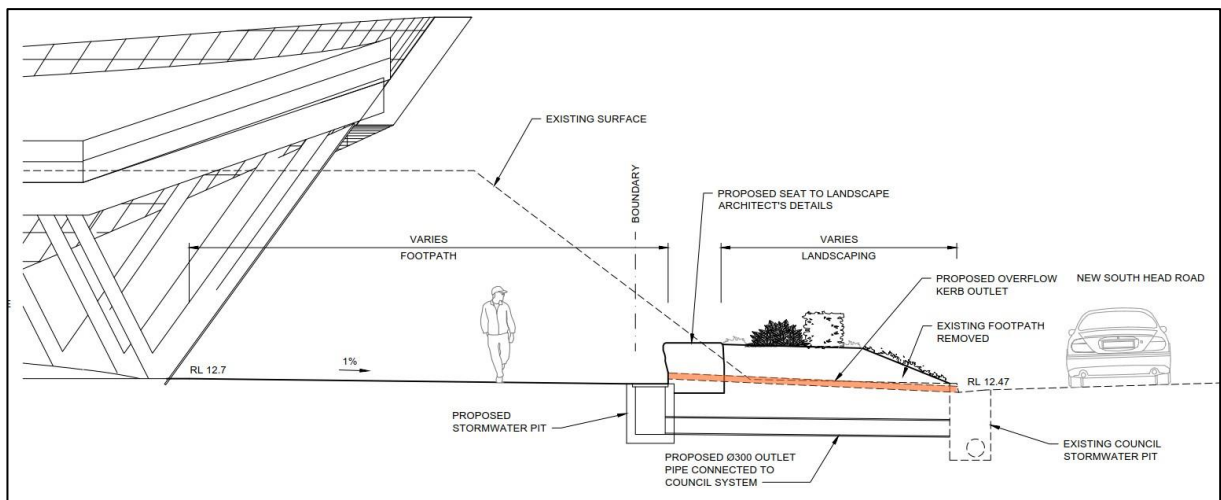 EXISTING SURFACE
BOUNDARY
PROPOSED SEAT TO LANDSCAPE
ARCHITECT'S DETAILS
VARIES
FOOTPATH
VARIES
LANDSCAPING
PROPOSED OVERFLOW
KERB OUTLET
NEW SOUTH HEAD ROAD
EXISTING FOOTPATH
REMOVED
E
RL 12.7
1%
RL 12.47
PROPOSED
STORMWATER PIT
PROPOSED Ø300 OUTLET
PIPE CONNECTED TO
COUNCIL SYSTEM
EXISTING COUNCIL
STORMWATER PIT